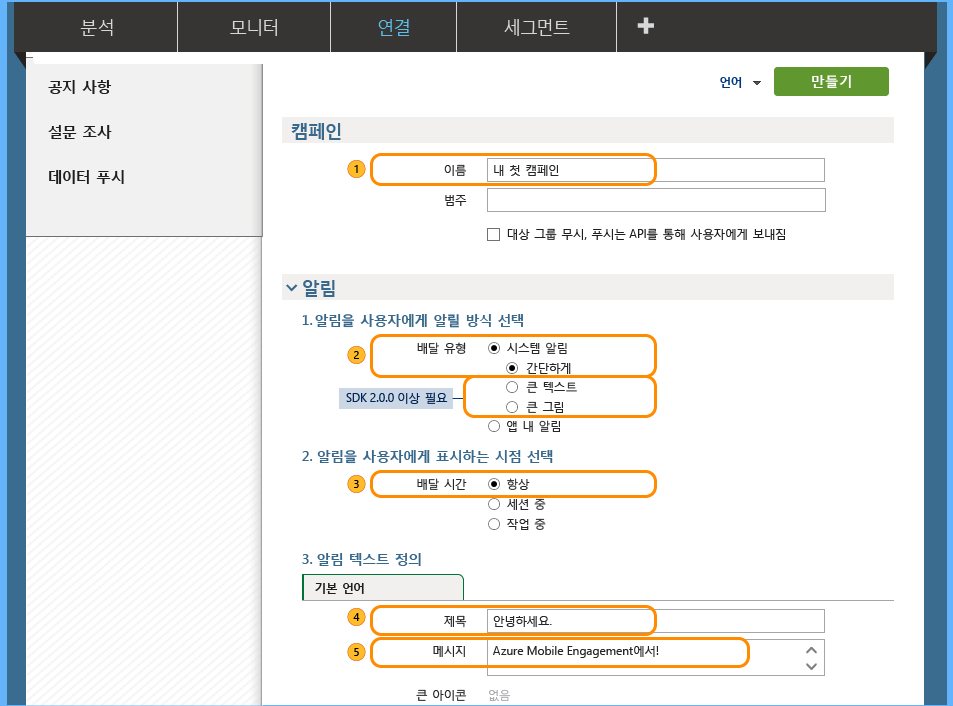 분석 모니터 연결 세그먼트
공지 사항
설문 조사
데이터 푸시
언어 만들기
캠페인
1 이름 내 첫 캠페인
범주
대상 그룹 무시, 푸시는 API를 통해 사용자에게 보내짐
알림
1.알림을 사용자에게 알릴 방식 선택
2 배달 유형 시스템 알림
간단하게
큰 텍스트
SDK 2.0.0 이상 필요
큰 그림
앱 내 알림
2. 알림을 사용자에게 표시하는 시점 선택
3 배달 시간 항상
세션 중
작업 중
3. 알림 텍스트 정의
기본 언어
4 제목 안녕하세요.
5 메시지 Azure Mobile Engagement에서!
큰 아이콘 없음